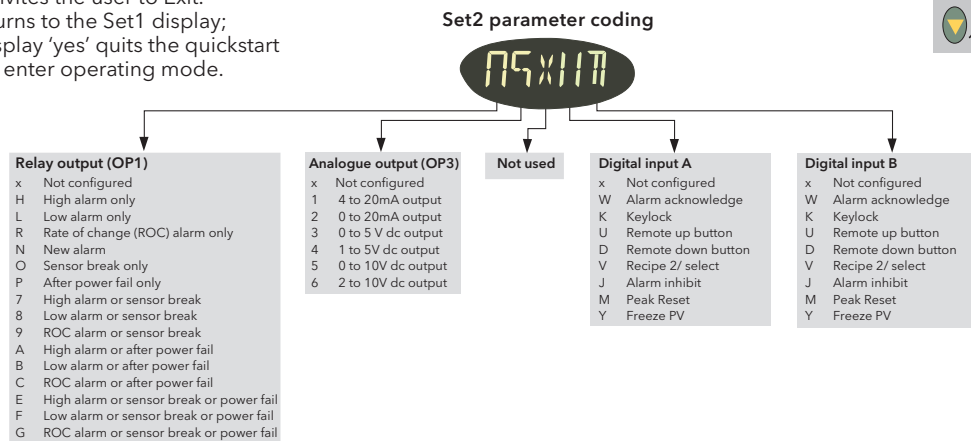 urns to the Set1 display;
splay ‘yes’ quits the quickstart
enter operating mode.
Set2 parameter coding
Relay output (OP1)
x Not configured
H High alarm only
L Low alarm only
R Rate of change (ROC) alarm only
N New alarm
O Sensor break only
P After power fail only
7 High alarm or sensor break
8 Low alarm or sensor break
9 ROC alarm or sensor break
A High alarm or after power fail
B Low alarm or after power fail
C ROC alarm or after power fail
E High alarm or sensor break or power fail
F Low alarm or sensor break or power fail
G ROC alarm or sensor break or power fail
Analogue output (OP3)
x Not configured
1 4 to 20mA output
2 0 to 20mA output
3 0 to 5 V dc output
4 1 to 5V dc output
5 0 to 10V dc output
6 2 to 10V dc output
Not used
Digital input A
x Not configured
W Alarm acknowledge
K Keylock
U Remote up button
D Remote down button
V Recipe 2/ select
J Alarm inhibit
M Peak Reset
Y Freeze PV
Digital input B
x Not configured
W Alarm acknowledge
K Keylock
U Remote up button
D Remote down button
V Recipe 2/ select
J Alarm inhibit
M Peak Reset
Y Freeze PV